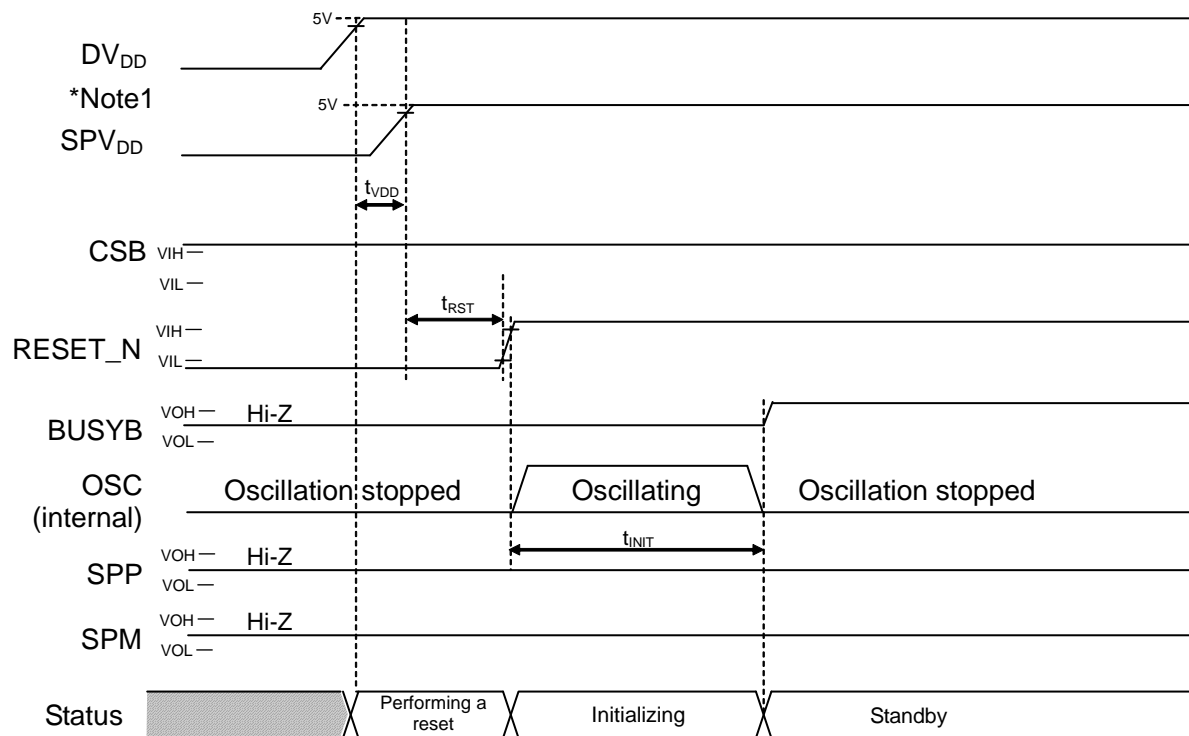 5V
DVDD
*Note1
5V
SPVDD
tVDD
CSB
VIH
VIL
tRST
VIH
RESET_N
VIL
VOH
Hi-Z
BUSYB
VOL
OSC
(internal)
Oscillation stopped
Oscillating
Oscillation stopped
tINIT
VOH
Hi-Z
SPP
VOL
VOH
Hi-Z
SPM
VOL
Status
Performing a
reset
Initializing
Standby